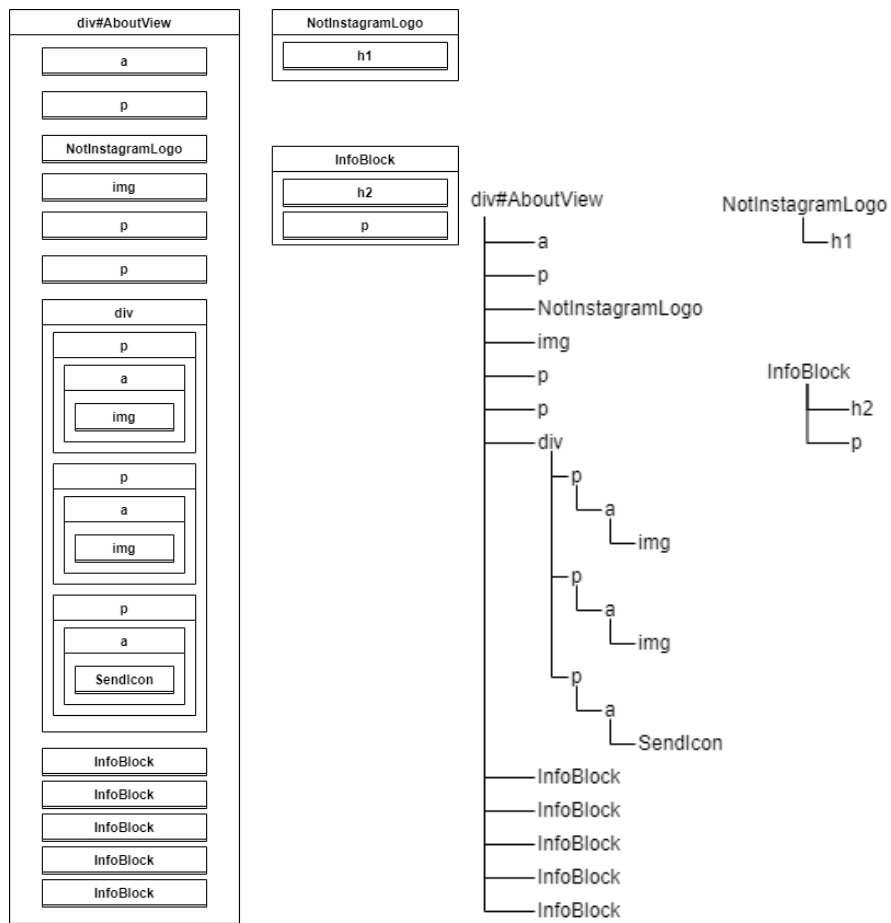 div#AboutView
a
p
NotInstagramLogo
img
p
p
div
p
a
img
p
a
img
p
a
SendIcon
InfoBlock
InfoBlock
InfoBlock
InfoBlock
InfoBlock
NotInstagramLogo
h1
InfoBlock
h2
p
div#AboutView
a
p
NotInstagramLogo
img
p
p
div
p
a
img
p
a
img
p
a
SendIcon
InfoBlock
InfoBlock
InfoBlock
InfoBlock
InfoBlock
NotInstagramLogo
h1
InfoBlock
h2
p